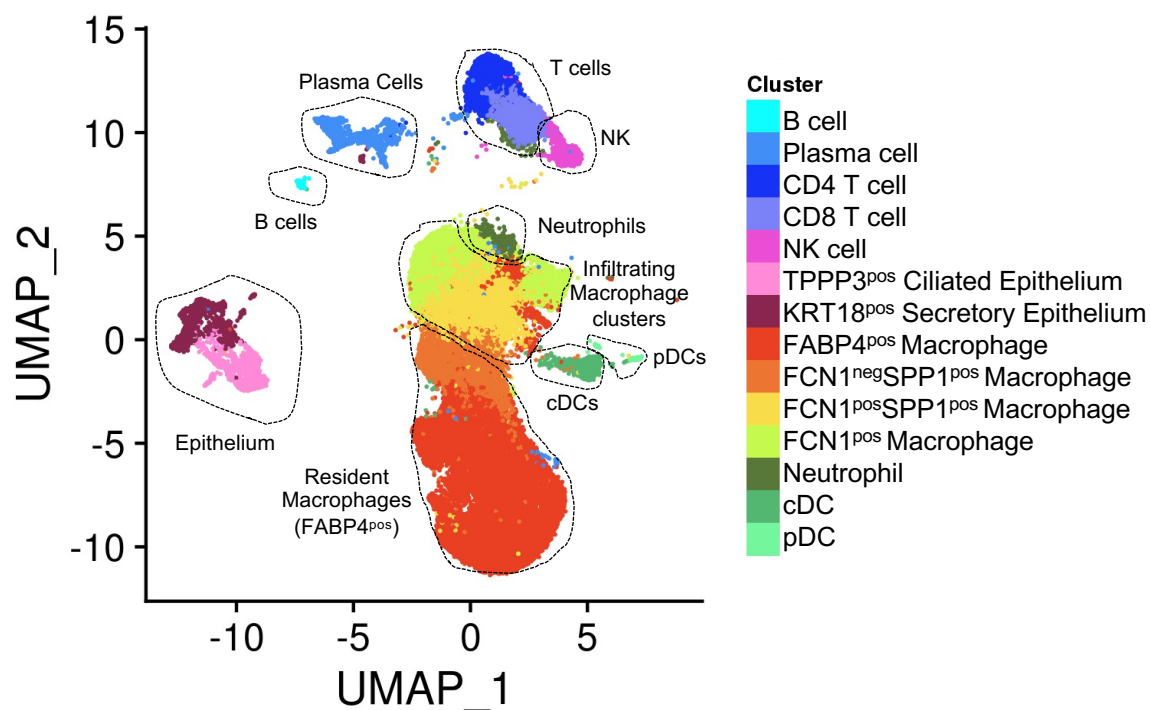 15
10
5
0
-5
-10
UMAP_2
-10 -5 0 5
UMAP_1
Plasma Cells
T cells
NK
B cells
Neutrophils
Infiltrating
Macrophage
clusters
pDCs
cDCs
Epithelium
Resident
Macrophages
(FABP4pos)
Cluster
B cell
Plasma cell
CD4 T cell
CD8 T cell
NK cell
TPPP3pos Ciliated Epithelium
KRT18pos Secretory Epithelium
FABP4pos Macrophage
FCN1negSPP1pos Macrophage
FCN1posSPP1pos Macrophage
FCN1pos Macrophage
Neutrophil
cDC
pDC